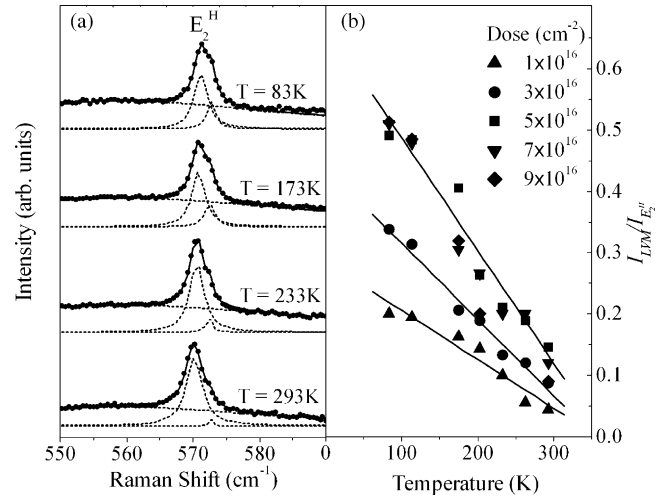 (a)
E₂ᴴ
T = 83K
T = 173K
T = 233K
T = 293K
Intensity (arb. units)
550 560 570 580 0
Raman Shift (cm⁻¹)
(b)
Dose (cm⁻²)
1x10¹⁶
3x10¹⁶
5x10¹⁶
7x10¹⁶
9x10¹⁶
0.6
0.5
0.4
0.3
0.2
0.1
0.0
I_LVM/I_E₂ᴴ
100 200 300
Temperature (K)